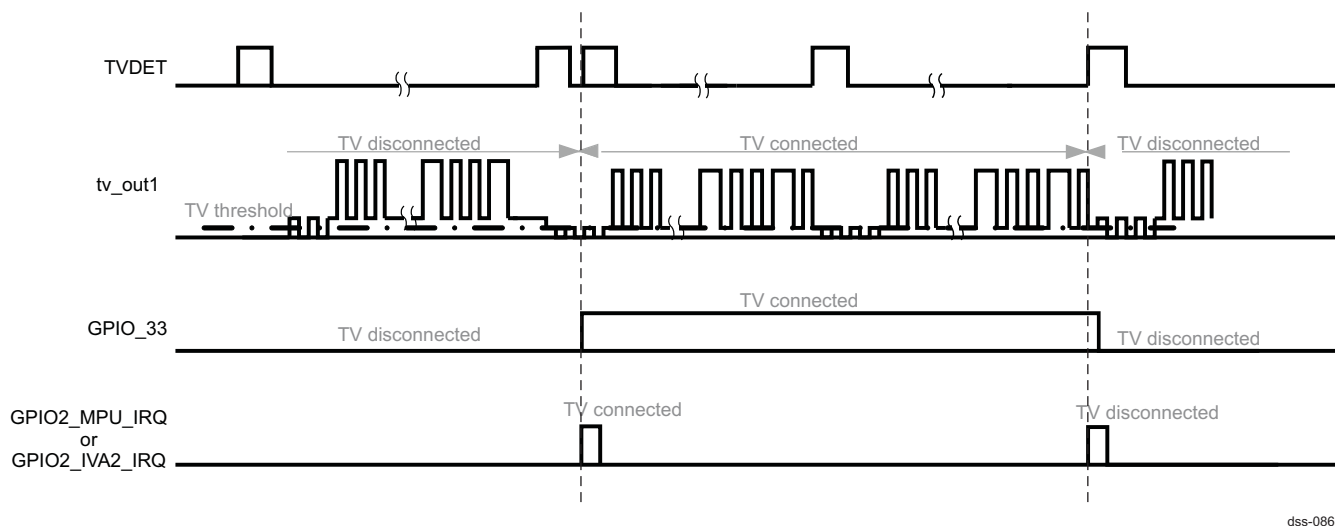 TVDET
TV disconnected
TV connected
TV disconnected
tv_out1
TV threshold
TV connected
GPIO_33
TV disconnected
TV disconnected
TV connected
TV disconnected
GPIO2_MPU_IRQ
or
GPIO2_IVA2_IRQ
dss-086